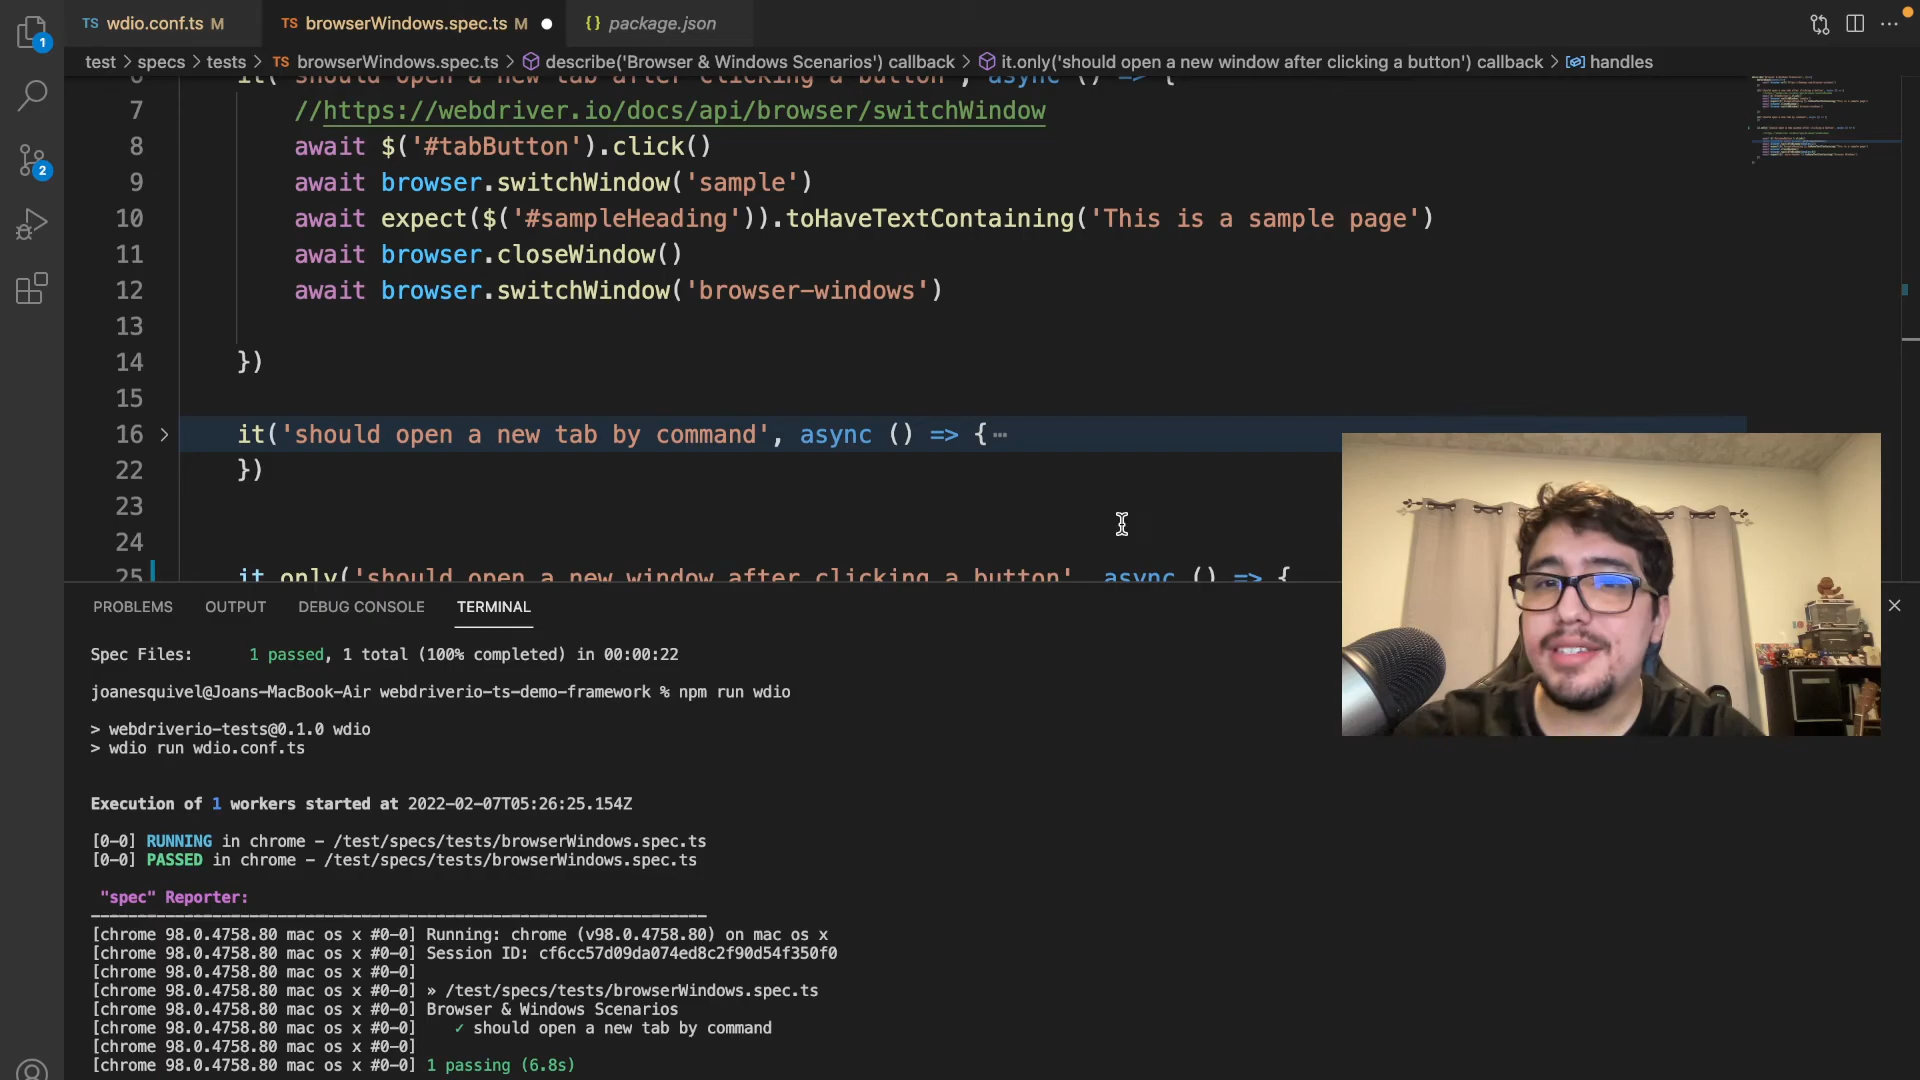 TS wdio.conf.ts M
TS browserWindows.spec.ts M
{} package.json
1
test > specs > tests > TS browserWindows.spec.ts > describe('Browser & Windows Scenarios') callback > it.only('should open a new window after clicking a button') callback > handles
6 it('should open a new tab after clicking a button', async () => {
7 //https://webdriver.io/docs/api/browser/switchWindow
8 await $('#tabButton').click()
9 await browser.switchWindow('sample')
10 await expect($('#sampleHeading')).toHaveTextContaining('This is a sample page')
11 await browser.closeWindow()
12 await browser.switchWindow('browser-windows')
2
13
14 })
15
16 it('should open a new tab by command', async () => {…
22 })
23
24
25 it.only('should open a new window after clicking a button', async () => {
PROBLEMS OUTPUT DEBUG CONSOLE TERMINAL
Spec Files: 1 passed, 1 total (100% completed) in 00:00:22
joanesquivel@Joans-MacBook-Air webdriverio-ts-demo-framework % npm run wdio
> webdriverio-tests@0.1.0 wdio
> wdio run wdio.conf.ts
Execution of 1 workers started at 2022-02-07T05:26:25.154Z
[0-0] RUNNING in chrome - /test/specs/tests/browserWindows.spec.ts
[0-0] PASSED in chrome - /test/specs/tests/browserWindows.spec.ts
"spec" Reporter:
[chrome 98.0.4758.80 mac os x #0-0] Running: chrome (v98.0.4758.80) on mac os x
[chrome 98.0.4758.80 mac os x #0-0] Session ID: cf6cc57d09da074ed8c2f90d54f350f0
[chrome 98.0.4758.80 mac os x #0-0]
[chrome 98.0.4758.80 mac os x #0-0] » /test/specs/tests/browserWindows.spec.ts
[chrome 98.0.4758.80 mac os x #0-0] Browser & Windows Scenarios
[chrome 98.0.4758.80 mac os x #0-0] ✓ should open a new tab by command
[chrome 98.0.4758.80 mac os x #0-0]
[chrome 98.0.4758.80 mac os x #0-0] 1 passing (6.8s)